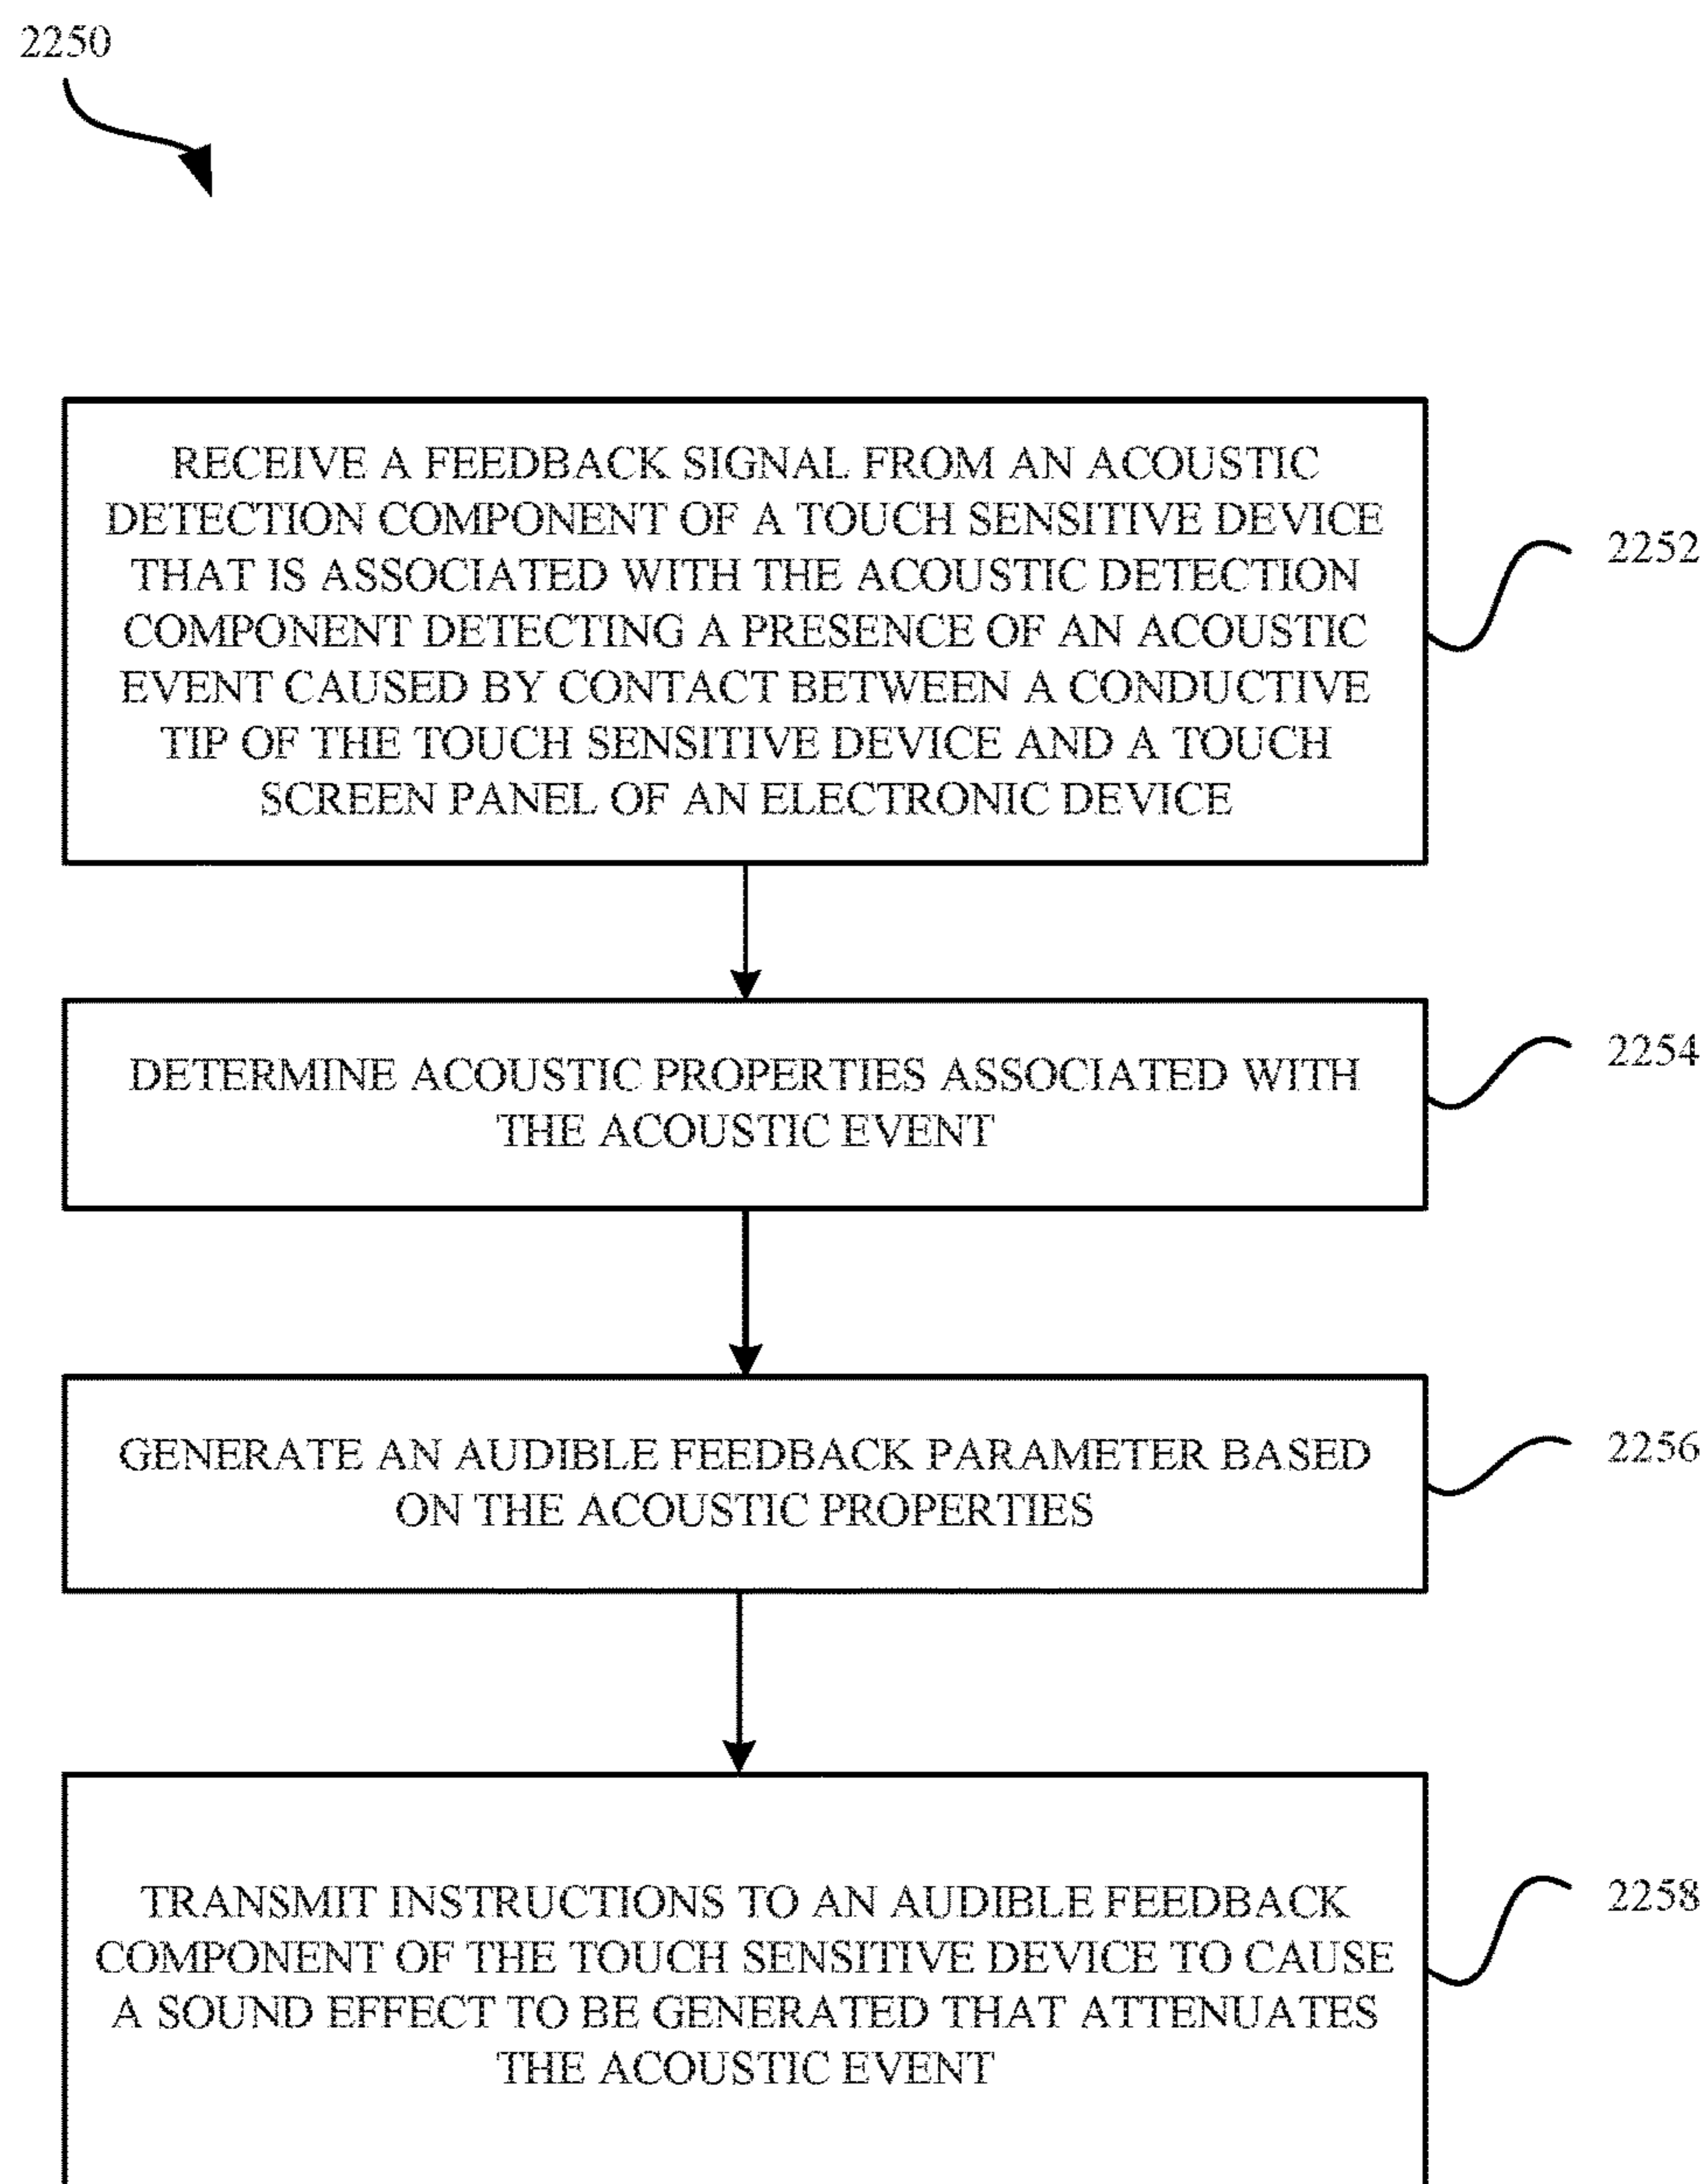 2250
RECEIVE A FEEDBACK SIGNAL FROM AN ACOUSTIC
DETECTION COMPONENT OF A TOUCH SENSITIVE DEVICE
THAT IS ASSOCIATED WITH THE ACOUSTIC DETECTION
COMPONENT DETECTING A PRESENCE OF AN ACOUSTIC
EVENT CAUSED BY CONTACT BETWEEN A CONDUCTIVE
TIP OF THE TOUCH SENSITIVE DEVICE AND A TOUCH
SCREEN PANEL OF AN ELECTRONIC DEVICE
2252
DETERMINE ACOUSTIC PROPERTIES ASSOCIATED WITH
THE ACOUSTIC EVENT
2254
GENERATE AN AUDIBLE FEEDBACK PARAMETER BASED
ON THE ACOUSTIC PROPERTIES
2256
TRANSMIT INSTRUCTIONS TO AN AUDIBLE FEEDBACK
COMPONENT OF THE TOUCH SENSITIVE DEVICE TO CAUSE
A SOUND EFFECT TO BE GENERATED THAT ATTENUATES
THE ACOUSTIC EVENT
2258